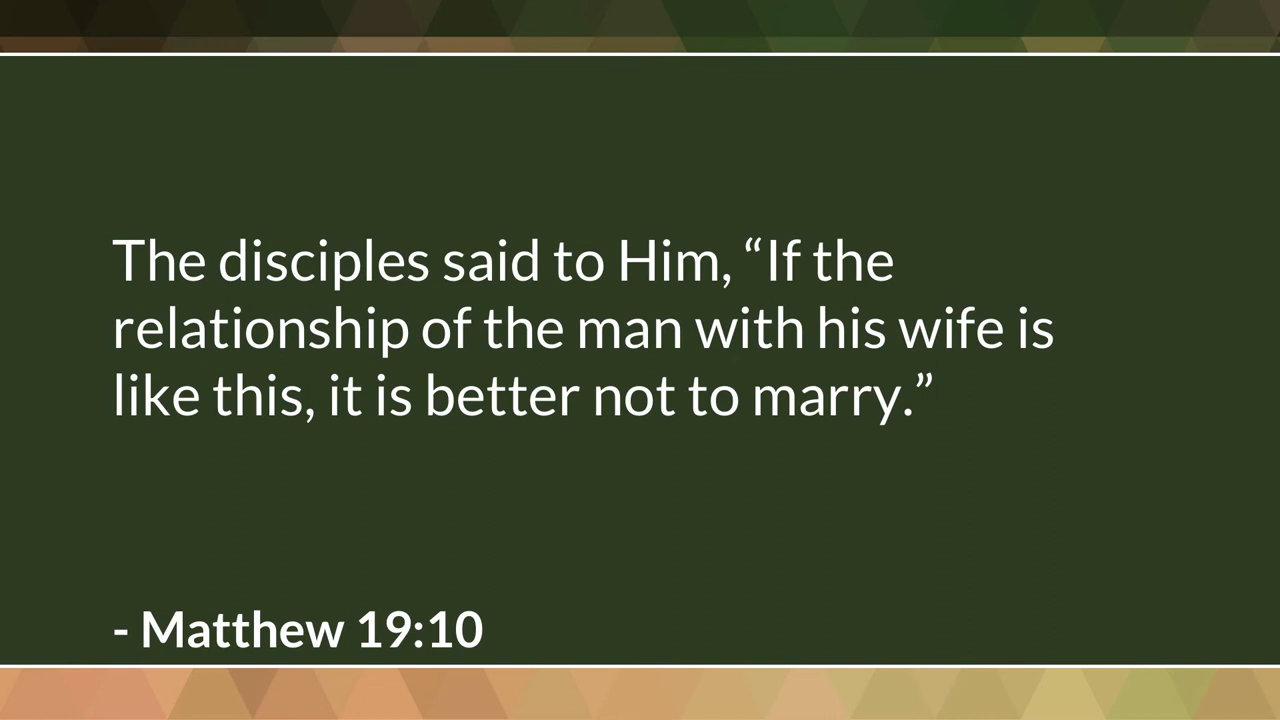 The disciples said to Him, “If the
relationship of the man with his wife is
like this, it is better not to marry.”
- Matthew 19:10